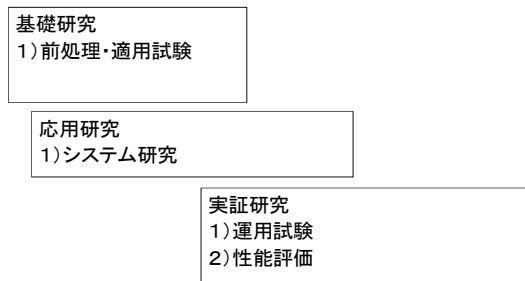 基礎研究
1)前処理・適用試験
応用研究
1)システム研究
実証研究
1)運用試験
2)性能評価